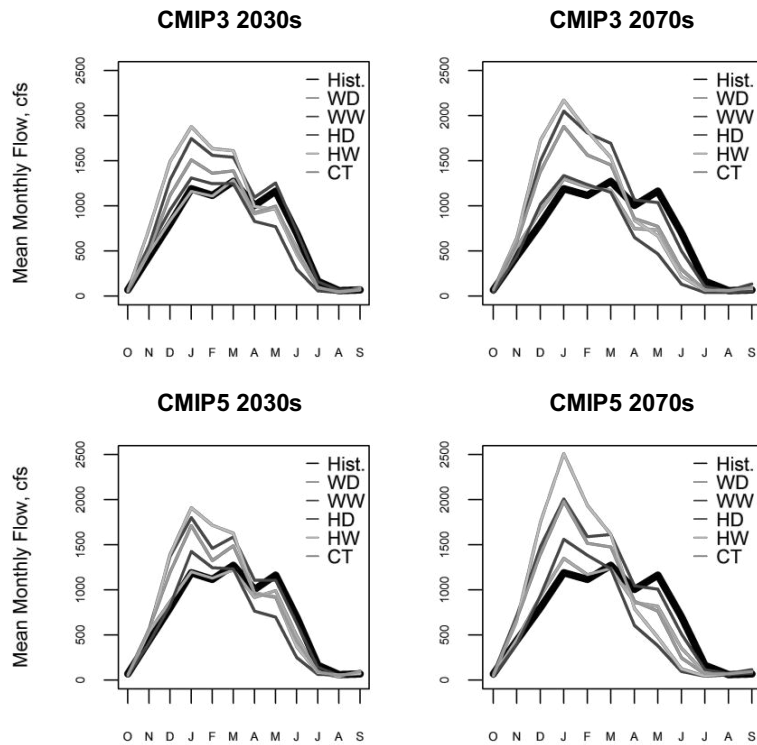 CMIP3 2030s
Mean Monthly Flow, cfs
2500
2000
1500
1000
500
0
Hist.
WD
WW
HD
HW
CT
O N D J F M A M J J A S
CMIP3 2070s
2500
2000
1500
1000
500
0
Hist.
WD
WW
HD
HW
CT
O N D J F M A M J J A S
CMIP5 2030s
Mean Monthly Flow, cfs
2500
2000
1500
1000
500
0
Hist.
WD
WW
HD
HW
CT
O N D J F M A M J J A S
CMIP5 2070s
2500
2000
1500
1000
500
0
Hist.
WD
WW
HD
HW
CT
O N D J F M A M J J A S